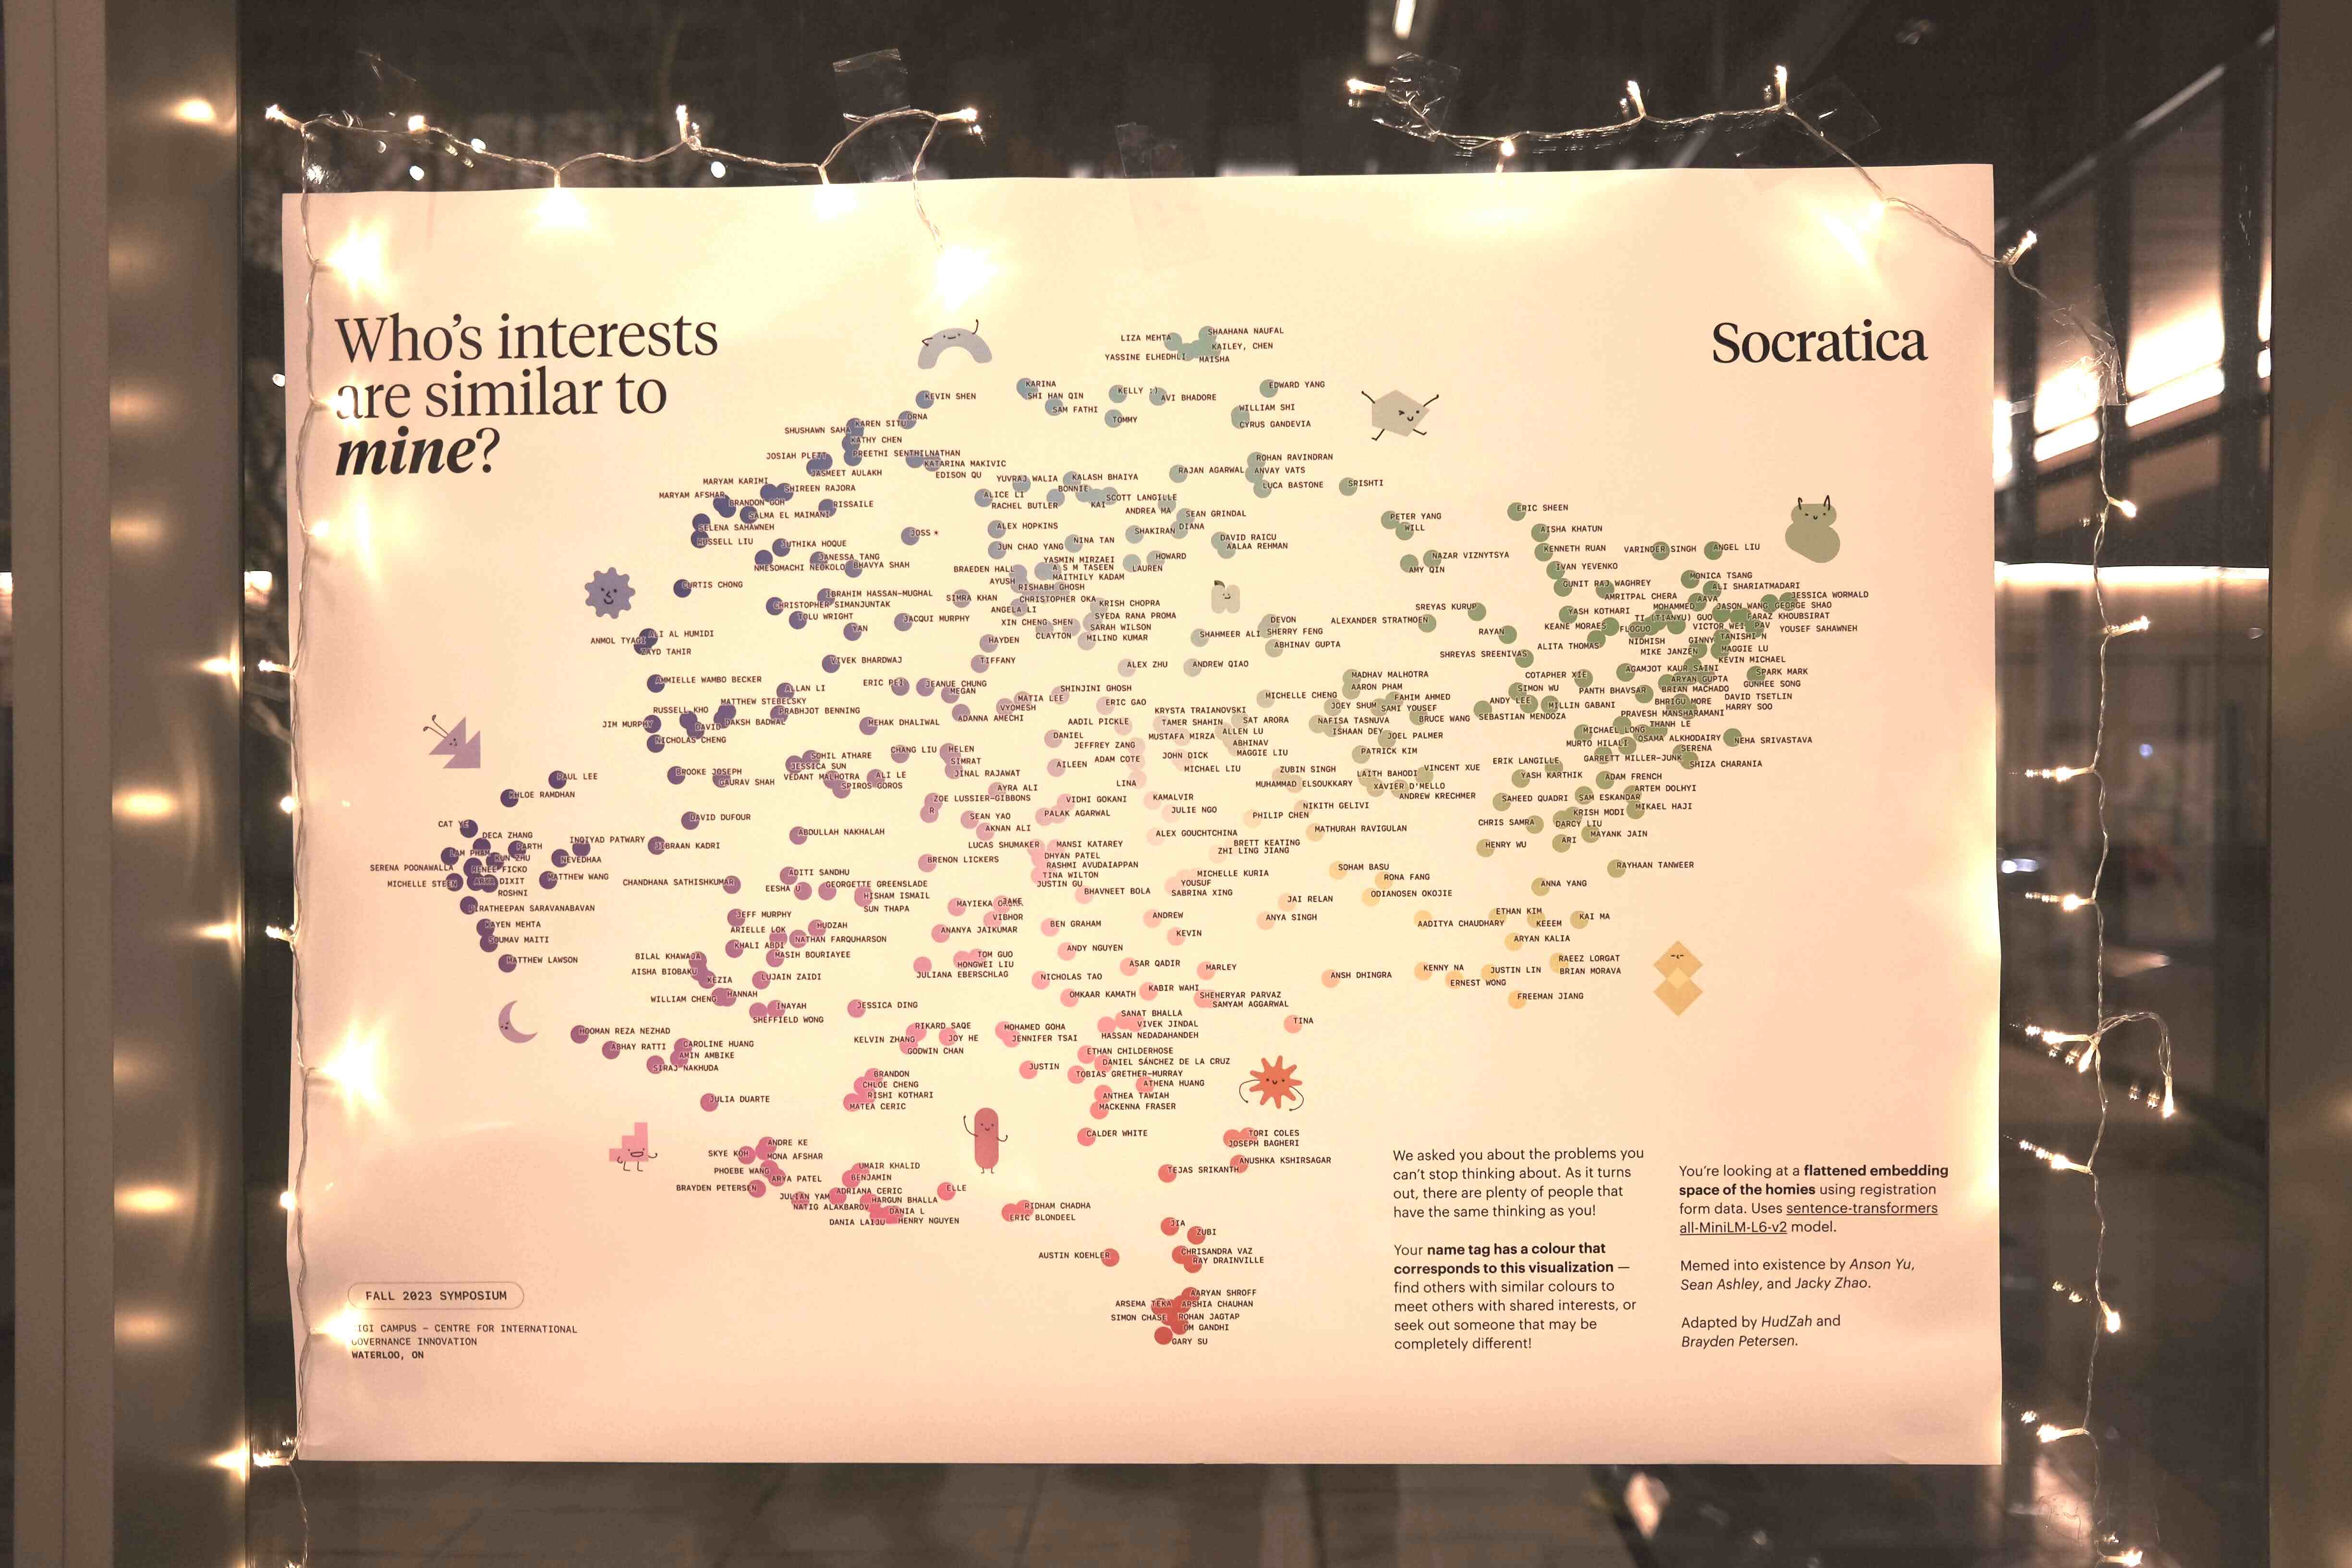 Who's interests
are similar to
mine?
Socratica
LIZA MEHTA
SHAAHANA NAUFAL
KAILEY, CHEN
YASSINE ELHEDHLI
MAISHA
KEVIN SHEN
KARINA
SHI HAN QIN
SAM FATHI
KELLY :)
AVI BHADORE
TOMMY
EDWARD YANG
WILLIAM SHI
CYRUS GANDEVIA
ORNA
KAREN SITU
SHUSHAWN SAHA
KATHY CHEN
PREETHI SENTHILNATHAN
JOSIAH PLETT
JASMEET AULAKH
KATARINA MAKIVIC
EDISON QU
MARYAM KARIMI
SHIREEN RAJORA
MARYAM AFSHAR
BRANDON GOH
RISSAILE
SALMA EL MAIMANI
SELENA SAHAWNEH
RUSSELL LIU
JUTHIKA HOQUE
JANESSA TANG
NMESOMACHI NEOKOLO
BHAVYA SHAH
JOSS ✶
YUVRAJ WALIA
KALASH BHAIYA
ALICE LI
BONNIE
RACHEL BUTLER
KAI
SCOTT LANGILLE
ANDREA MA
SEAN GRINDAL
RAJAN AGARWAL
ROHAN RAVINDRAN
ANVAY VATS
LUCA BASTONE
SRISHTI
ALEX HOPKINS
SHAKIRAN
DIANA
JUN CHAO YANG
NINA TAN
DAVID RAICU
AALAA REHMAN
YASMIN MIRZAEI
HOWARD
BRAEDEN HALL
A S M TASEEN
LAUREN
MAITHILY KADAM
AYUSH
RISHABH GHOSH
PETER YANG
WILL
NAZAR VIZNYTSYA
AMY QIN
ERIC SHEEN
AISHA KHATUN
KENNETH RUAN
VARINDER SINGH
ANGEL LIU
IVAN YEVENKO
GUNIT RAJ WAGHREY
MONICA TSANG
ALI SHARIATMADARI
AMRITPAL CHERA
AAVA
JESSICA WORMALD
MOHAMMED
JASON WANG
GEORGE SHAO
YASH KOTHARI
TI (TIANYU) GUO
FARAZ KHOUBSIRAT
KEANE MORAES
FLOGUO
VICTOR WEI
PAV
YOUSEF SAHAWNEH
NIDHISH
GINNY
TANISHI N
ALITA THOMAS
MIKE JANZEN
MAGGIE LU
KEVIN MICHAEL
CURTIS CHONG
IBRAHIM HASSAN-MUGHAL
CHRISTOPHER SIMANJUNTAK
TOLU WRIGHT
YAN
JACQUI MURPHY
SIMRA KHAN
CHRISTOPHER OKA
KRISH CHOPRA
ANGELA LI
SYEDA RANA PROMA
XIN CHENG SHEN
SARAH WILSON
CLAYTON
MILIND KUMAR
HAYDEN
TIFFANY
ALI AL HUMIDI
ANMOL TYAGI
ZAYD TAHIR
VIVEK BHARDWAJ
ALEX ZHU
ANDREW QIAO
SHAHMEER ALI
DEVON
SHERRY FENG
ABHINAV GUPTA
SREYAS KURUP
ALEXANDER STRATMOEN
RAYAN
SHREYAS SREENIVAS
AGAMJOT KAUR SAINI
SPARK MARK
ARYAN GUPTA
GUNHEE SONG
COTAPHER XIE
SIMON WU
PANTH BHAVSAR
BRIAN MACHADO
DAVID TSETLIN
ANDY LEE
MILLIN GABANI
BHRIGU MORE
HARRY SOO
SEBASTIAN MENDOZA
PRAVESH MANSHARAMANI
THANH LE
MICHAEL LONG
OSAMA ALKHODAIRY
NEHA SRIVASTAVA
MURTO HILALI
SERENA
GARRETT MILLER-JUNK
SHIZA CHARANIA
AMMIELLE WAMBO BECKER
ALLAN LI
ERIC PEI
JEANUE CHUNG
MEGAN
MATTHEW STEBELSKY
RUSSELL KHO
PRABHJOT BENNING
JIM MURPHY
DAVID
DAKSH BADWAL
MEHAK DHALIWAL
ADANNA AMECHI
NICHOLAS CHENG
SHINJINI GHOSH
MATIA LEE
ERIC GAO
VYOMESH
AADIL PICKLE
KRYSTA TRAIANOVSKI
TAMER SHAHIN
SAT ARORA
MUSTAFA MIRZA
ALLEN LU
ABHINAV
MAGGIE LIU
MICHELLE CHENG
MADHAV MALHOTRA
AARON PHAM
FAHIM AHMED
JOEY SHUM
SAMI YOUSEF
NAFISA TASNUVA
BRUCE WANG
ISHAAN DEY
JOEL PALMER
PATRICK KIM
DANIEL
JEFFREY ZANG
ADAM COTE
AILEEN
JOHN DICK
MICHAEL LIU
LINA
CHANG LIU
HELEN
SIMRAT
JINAL RAJAWAT
SOHIL ATHARE
JESSICA SUN
VEDANT MALHOTRA
ALI LE
SPIROS GOROS
PAUL LEE
BROOKE JOSEPH
GAURAV SHAH
KHLOE RAMDHAN
AYRA ALI
ZOE LUSSIER-GIBBONS
R
SEAN YAO
AKNAN ALI
VIDHI GOKANI
PALAK AGARWAL
KAMALVIR
JULIE NGO
ZUBIN SINGH
MUHAMMAD ELSOUKKARY
LAITH BAHODI
VINCENT XUE
XAVIER D'MELLO
ANDREW KRECHMER
NIKITH GELIVI
PHILIP CHEN
MATHURAH RAVIGULAN
ERIK LANGILLE
YASH KARTHIK
ADAM FRENCH
ARTEM DOLHYI
SAHEED QUADRI
SAM ESKANDAR
MIKAEL HAJI
KRISH MODI
CHRIS SAMRA
DARCY LIU
MAYANK JAIN
ARI
HENRY WU
RAYHAAN TANWEER
ANNA YANG
CAT YE
DECA ZHANG
PARTH
LAM PHAM
KUN ZHU
SERENA POONAWALLA
RENEE FICKO
MICHELLE STEEN
ARKA DIXIT
ROSHNI
INQIYAD PATWARY
NEVEDHAA
MATTHEW WANG
BIRATHEEPAN SARAVANABAVAN
KAYEN MEHTA
SOUMAV MAITI
MATTHEW LAWSON
DAVID DUFOUR
JIBRAAN KADRI
CHANDHANA SATHISHKUMAR
ABDULLAH NAKHALAH
ADITI SANDHU
EESHA U
GEORGETTE GREENSLADE
HISHAM ISMAIL
SUN THAPA
BRENON LICKERS
LUCAS SHUMAKER
MANSI KATAREY
DHYAN PATEL
RASHMI AVUDAIAPPAN
TINA WILTON
JUSTIN GU
BHAVNEET BOLA
ALEX GOUCHTCHINA
BRETT KEATING
ZHI LING JIANG
MICHELLE KURIA
YOUSUF
SABRINA XING
SOHAM BASU
RONA FANG
ODIANOSEN OKOJIE
JAI RELAN
ANYA SINGH
AADITYA CHAUDHARY
ETHAN KIM
KEEEM
KAI MA
ARYAN KALIA
RAEEZ LORGAT
BRIAN MORAVA
KENNY NA
JUSTIN LIN
ERNEST WONG
FREEMAN JIANG
JEFF MURPHY
ARIELLE LOK
HUDZAH
KHALI ABDI
NATHAN FARQUHARSON
MASIH BOURIAYEE
BILAL KHAWAJA
AISHA BIOBAKU
KEZIA
LUJAIN ZAIDI
WILLIAM CHENG
HANNAH
INAYAH
SHEFFIELD WONG
JESSICA DING
MAYIEKA
JAKE
VIBHOR
ANANYA JAIKUMAR
BEN GRAHAM
ANDREW
KEVIN
TOM GUO
HONGWEI LIU
JULIANA EBERSCHLAG
ANDY NGUYEN
NICHOLAS TAO
ASAR QADIR
MARLEY
ANSH DHINGRA
OMKAAR KAMATH
KABIR WAHI
SHEHERYAR PARVAZ
SAMYAM AGGARWAL
SANAT BHALLA
VIVEK JINDAL
HASSAN NEDADAHANDEH
TINA
HOOMAN REZA NEZHAD
ABHAY RATTI
CAROLINE HUANG
AMIN AMBIKE
SIRAJ NAKHUDA
RIKARD SAQE
KELVIN ZHANG
JOY HE
GODWIN CHAN
MOHAMED GOHA
JENNIFER TSAI
ETHAN CHILDERHOSE
DANIEL SÁNCHEZ DE LA CRUZ
JUSTIN
TOBIAS GRETHER-MURRAY
ATHENA HUANG
ANTHEA TAWIAH
MACKENNA FRASER
BRANDON
CHLOE CHENG
RISHI KOTHARI
MATEA CERIC
JULIA DUARTE
CALDER WHITE
TORI COLES
JOSEPH BAGHERI
ANUSHKA KSHIRSAGAR
TEJAS SRIKANTH
ANDRE KE
SKYE KOH
MONA AFSHAR
PHOEBE WANG
ARYA PATEL
BRAYDEN PETERSEN
UMAIR KHALID
BENJAMIN
JULIAN YAM
ADRIANA CERIC
NATIG ALAKBAROV
HARGUN BHALLA
DANIA L
DANIA LAIJU
HENRY NGUYEN
ELLE
RIDHAM CHADHA
ERIC BLONDEEL
JIA
ZUBI
AUSTIN KOEHLER
CHRISANDRA VAZ
RAY DRAINVILLE
AARYAN SHROFF
ARSEMA TEKA
ARSHIA CHAUHAN
SIMON CHASE
ROHAN JAGTAP
OM GANDHI
GARY SU
We asked you about the problems you
can't stop thinking about. As it turns
out, there are plenty of people that
have the same thinking as you!
Your name tag has a colour that
corresponds to this visualization —
find others with similar colours to
meet others with shared interests, or
seek out someone that may be
completely different!
You're looking at a flattened embedding
space of the homies using registration
form data. Uses sentence-transformers
all-MiniLM-L6-v2 model.
Memed into existence by Anson Yu,
Sean Ashley, and Jacky Zhao.
Adapted by HudZah and
Brayden Petersen.
FALL 2023 SYMPOSIUM
CIGI CAMPUS – CENTRE FOR INTERNATIONAL
GOVERNANCE INNOVATION
WATERLOO, ON